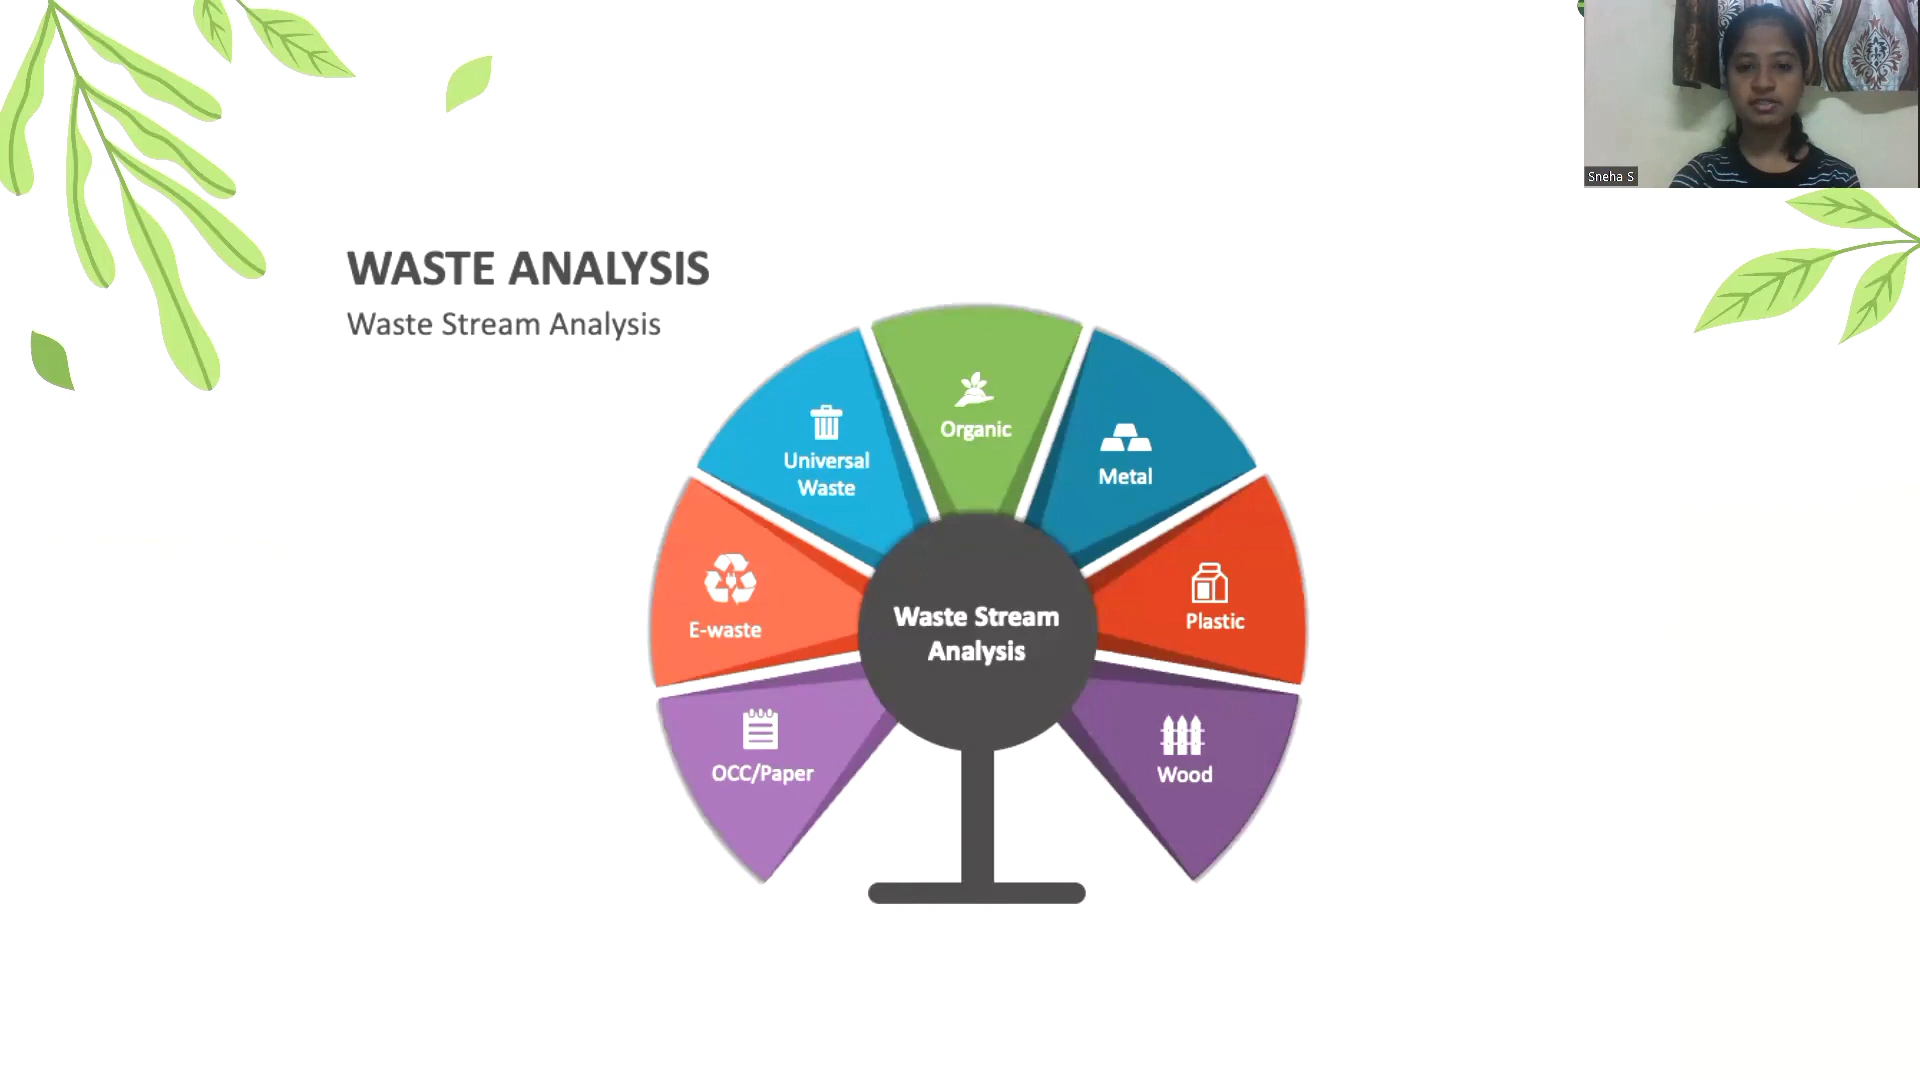 Sneha S
WASTE ANALYSIS
Waste Stream Analysis
Organic
Universal
Waste
Metal
E-waste
Plastic
Waste Stream
Analysis
OCC/Paper
Wood